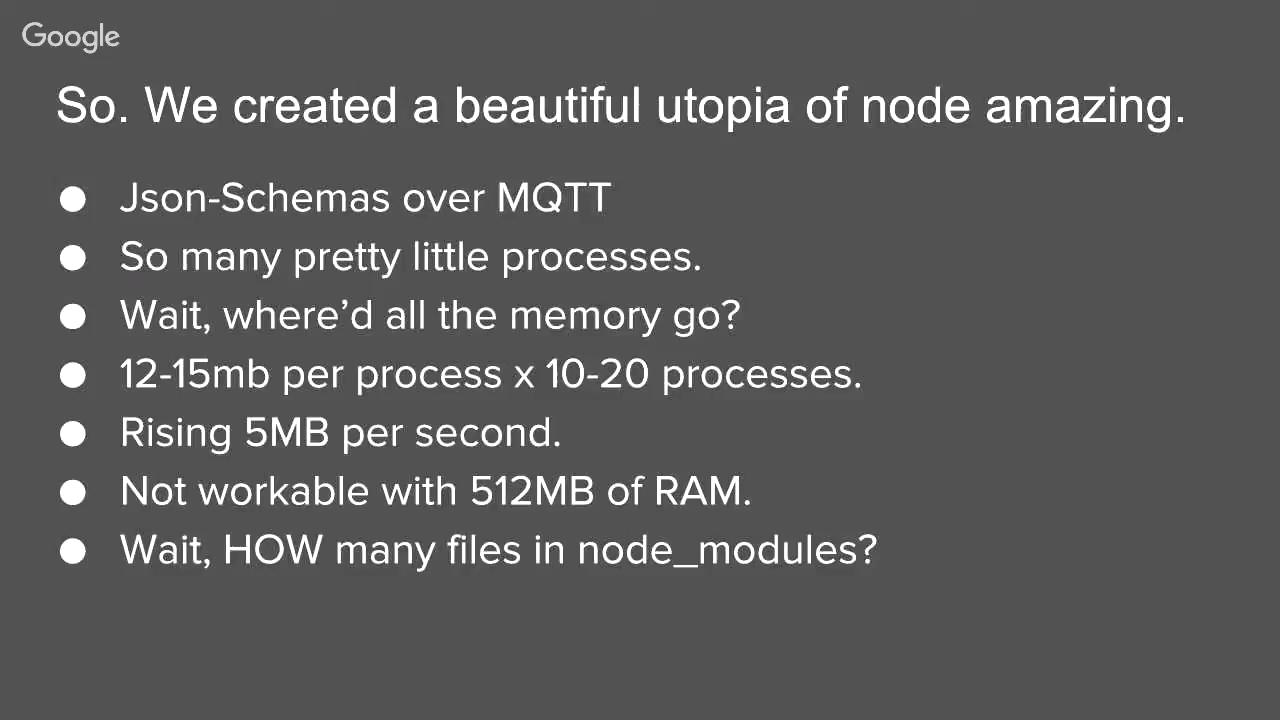 Google
So. We created a beautiful utopia of node amazing.
● Json-Schemas over MQTT
● So many pretty little processes.
● Wait, where’d all the memory go?
● 12-15mb per process x 10-20 processes.
● Rising 5MB per second.
● Not workable with 512MB of RAM.
● Wait, HOW many files in node_modules?